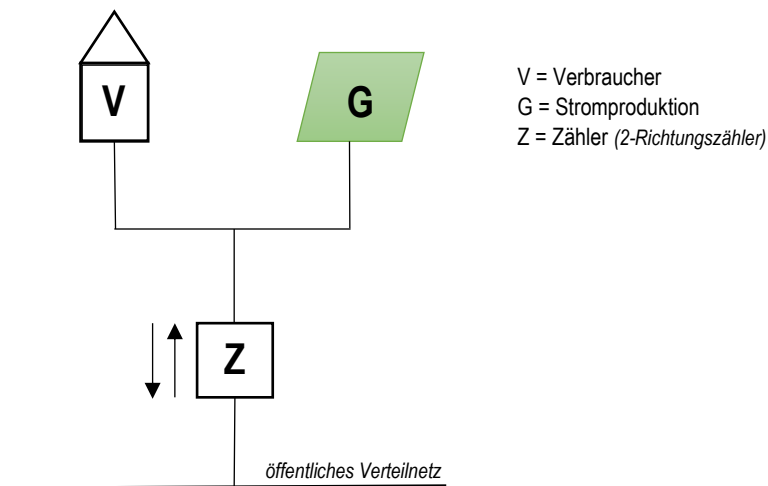 V
G
V = Verbraucher
G = Stromproduktion
Z = Zähler (2-Richtungszähler)
Z
öffentliches Verteilnetz